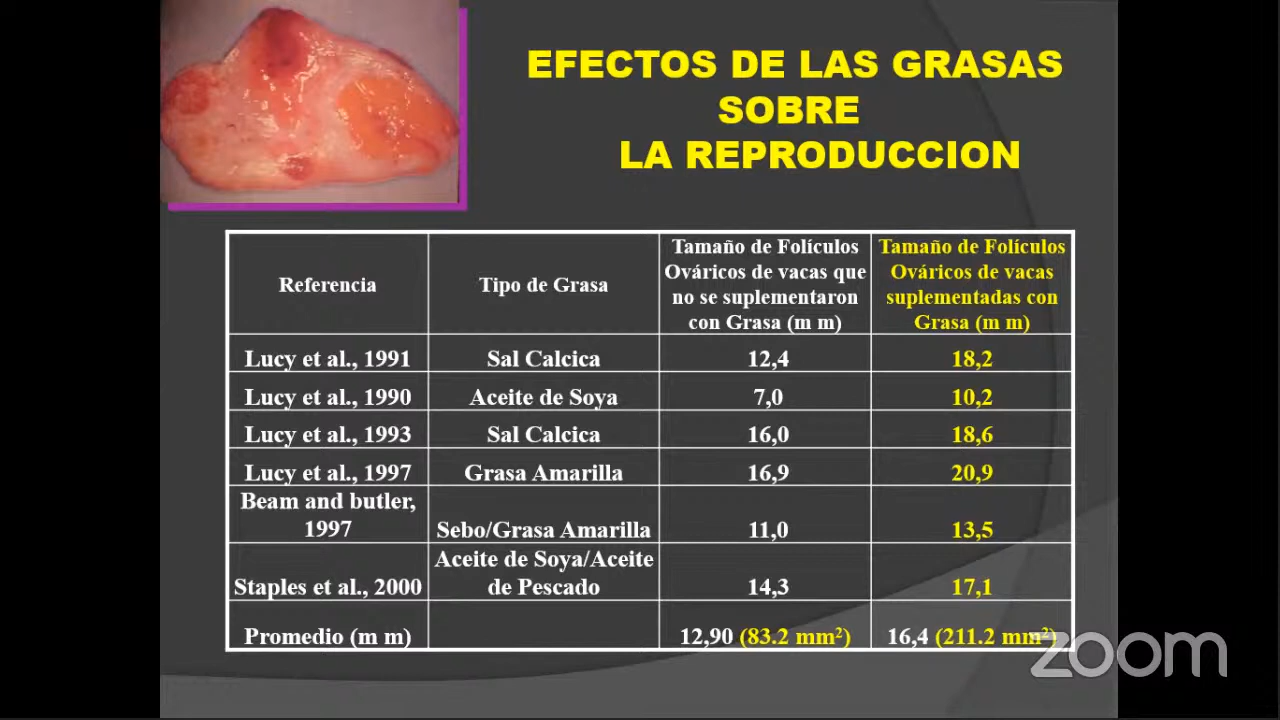 EFECTOS DE LAS GRASAS
SOBRE
LA REPRODUCCION
Referencia
Tipo de Grasa
Tamaño de Folículos
Ováricos de vacas que
no se suplementaron
con Grasa (m m)
Tamaño de Folículos
Ováricos de vacas
suplementadas con
Grasa (m m)
Lucy et al., 1991 Sal Calcica 12,4 18,2
Lucy et al., 1990 Aceite de Soya 7,0 10,2
Lucy et al., 1993 Sal Calcica 16,0 18,6
Lucy et al., 1997 Grasa Amarilla 16,9 20,9
Beam and butler,
1997 Sebo/Grasa Amarilla 11,0 13,5
Aceite de Soya/Aceite
Staples et al., 2000 de Pescado 14,3 17,1
Promedio (m m) 12,90 (83.2 mm²) 16,4 (211.2 mm²)
zoom